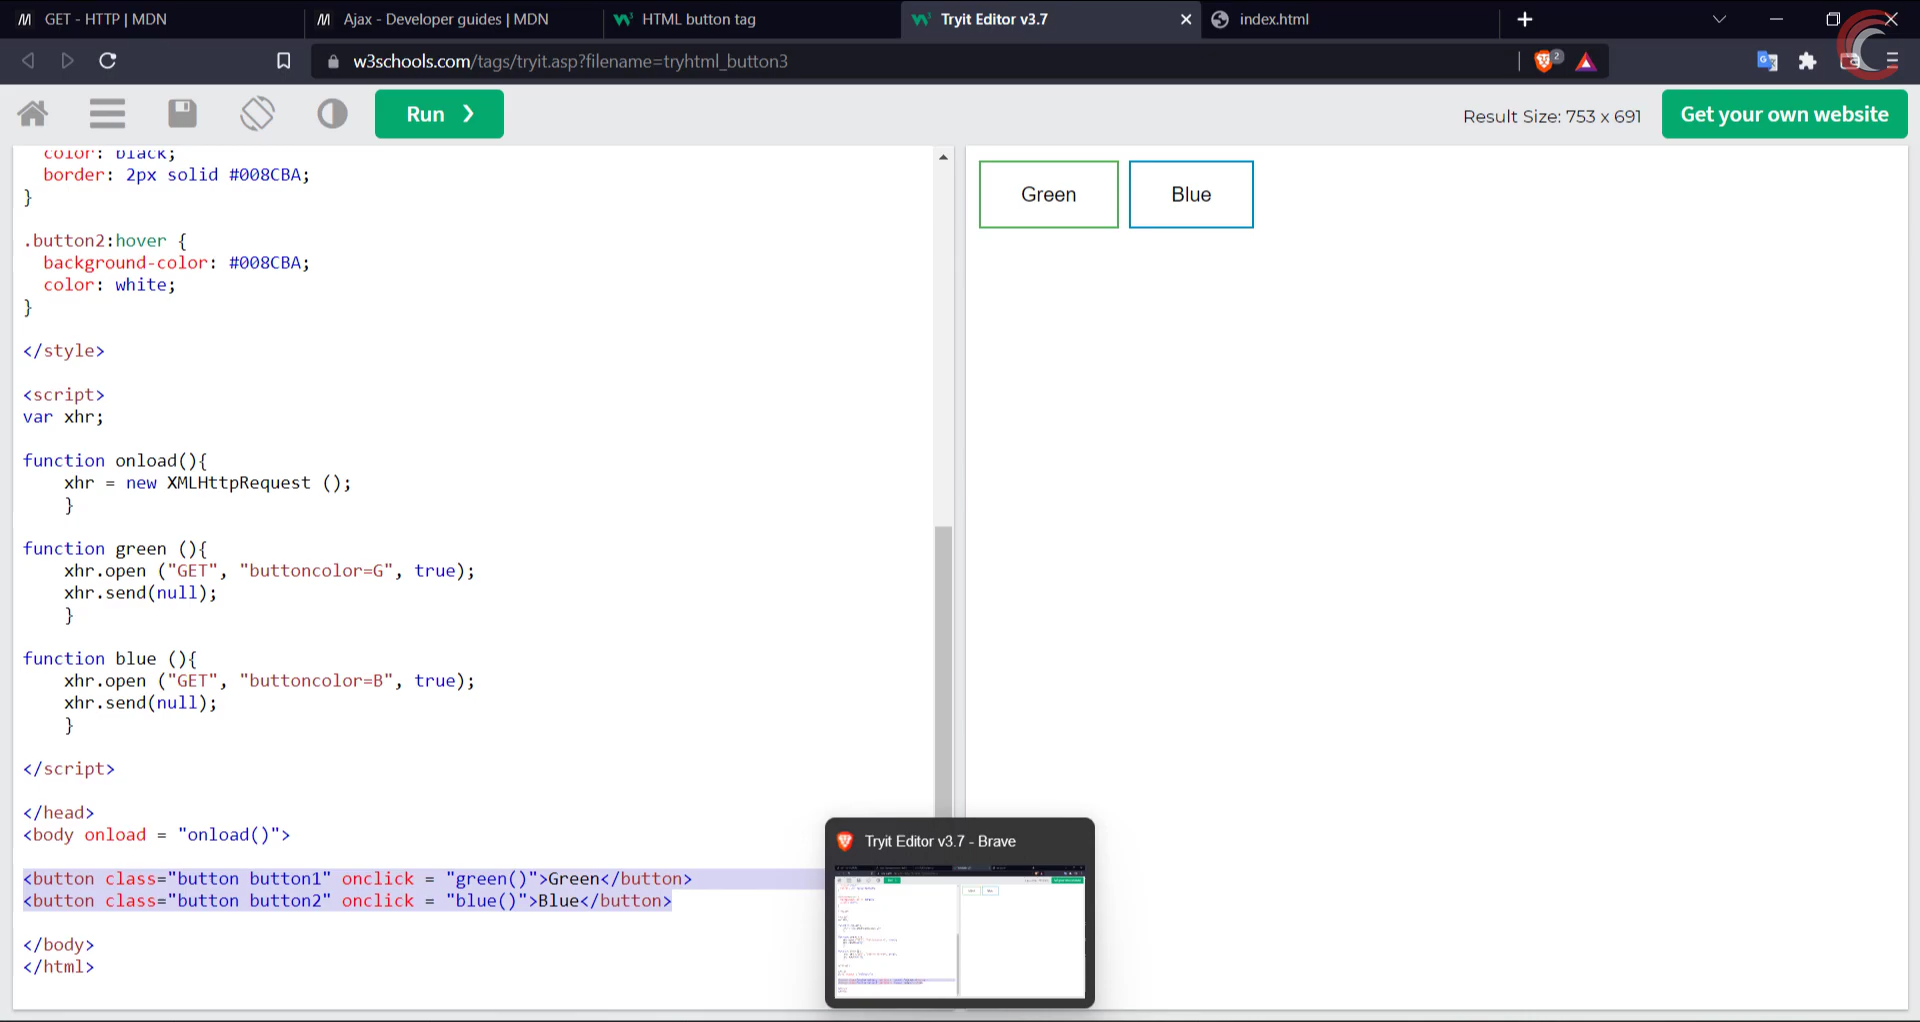 GET - HTTP | MDN
Ajax - Developer guides | MDN
HTML button tag
Tryit Editor v3.7
index.html
w3schools.com/tags/tryit.asp?filename=tryhtml_button3
2
Run ❯
Result Size: 753 x 691
Get your own website
color: black;
border: 2px solid #008CBA;
}
.button2:hover {
background-color: #008CBA;
color: white;
}
</style>
<script>
var xhr;
function onload(){
xhr = new XMLHttpRequest ();
}
function green (){
xhr.open ("GET", "buttoncolor=G", true);
xhr.send(null);
}
function blue (){
xhr.open ("GET", "buttoncolor=B", true);
xhr.send(null);
}
</script>
</head>
<body onload = "onload()">
<button class="button button1" onclick = "green()">Green</button>
<button class="button button2" onclick = "blue()">Blue</button>
</body>
</html>
Green
Blue
Tryit Editor v3.7 - Brave